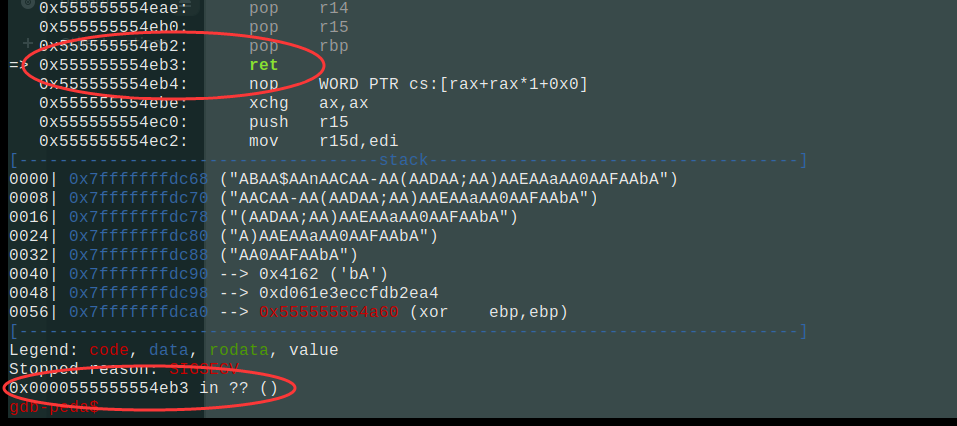 0x555555554eae: pop r14
0x555555554eb0: pop r15
0x555555554eb2: pop rbp
=> 0x555555554eb3: ret
0x555555554eb4: nop WORD PTR cs:[rax+rax*1+0x0]
0x555555554ebe: xchg ax,ax
0x555555554ec0: push r15
0x555555554ec2: mov r15d,edi
[------------------------------------stack-------------------------------------]
0000| 0x7fffffffdc68 ("ABAA$AAnAACAA-AA(AADAA;AA)AAEAAaAA0AAFAAbA")
0008| 0x7fffffffdc70 ("AACAA-AA(AADAA;AA)AAEAAaAA0AAFAAbA")
0016| 0x7fffffffdc78 ("(AADAA;AA)AAEAAaAA0AAFAAbA")
0024| 0x7fffffffdc80 ("A)AAEAAaAA0AAFAAbA")
0032| 0x7fffffffdc88 ("AA0AAFAAbA")
0040| 0x7fffffffdc90 --> 0x4162 ('bA')
0048| 0x7fffffffdc98 --> 0xd061e3eccfdb2ea4
0056| 0x7fffffffdca0 --> 0x555555554a60 (xor ebp,ebp)
[------------------------------------------------------------------------------]
Legend: code, data, rodata, value
Stopped reason: SIGSEGV
0x0000555555554eb3 in ?? ()
gdb-peda$